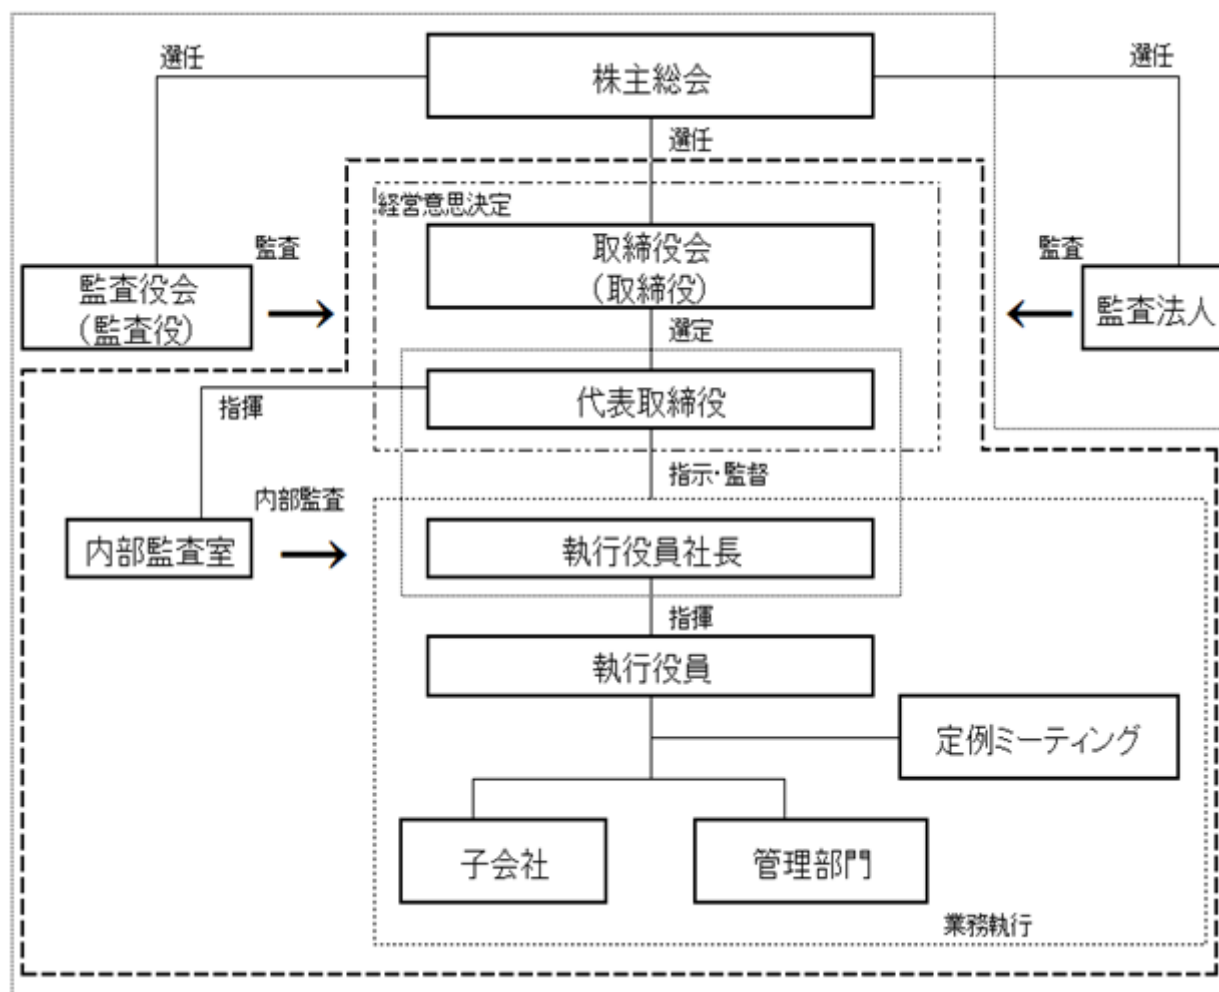 選任
株主総会
選任
選任
経営意思決定
監査
取締役会
(取締役)
監査
監査役会
(監査役)
監査法人
選定
代表取締役
指揮
指示・監督
内部監査
内部監査室
執行役員社長
指揮
執行役員
定例ミーティング
子会社
管理部門
業務執行